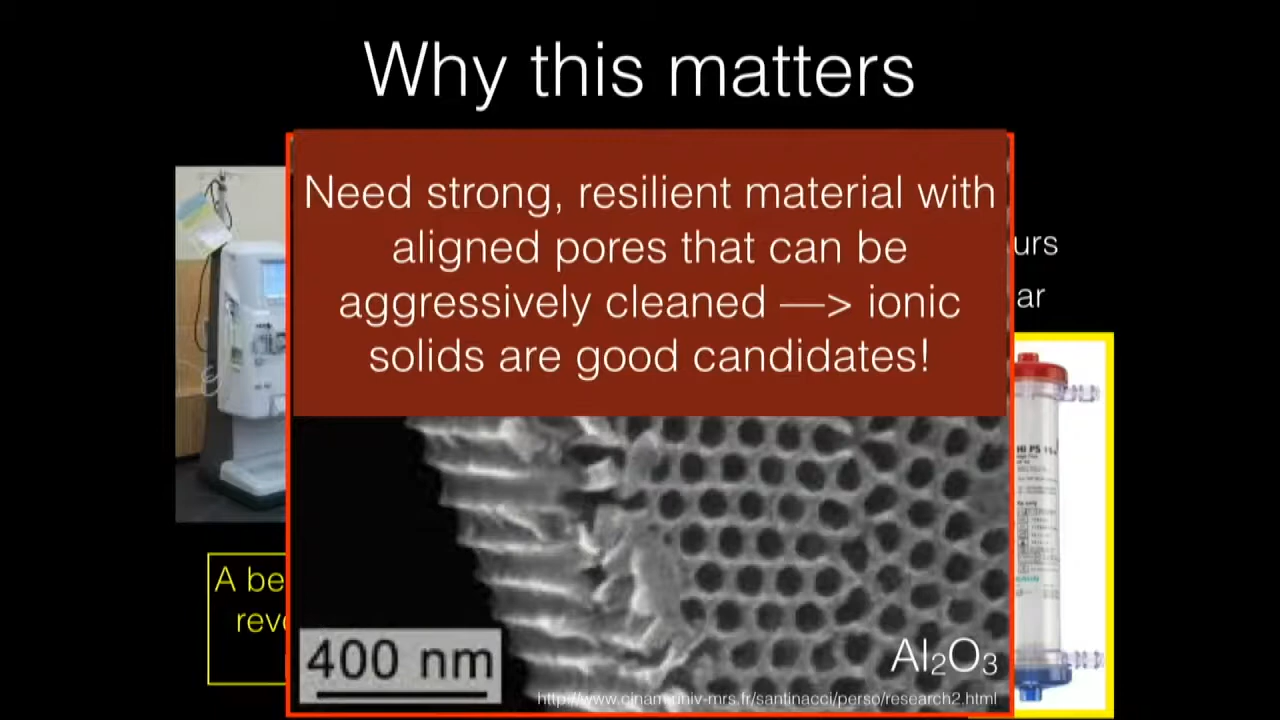 Why this matters
Need strong, resilient material with
aligned pores that can be
aggressively cleaned —> ionic
solids are good candidates!
urs
ar
A be
revo
400 nm
Al₂O₃
http://www.cinam.univ-mrs.fr/santinacci/perso/research2.html